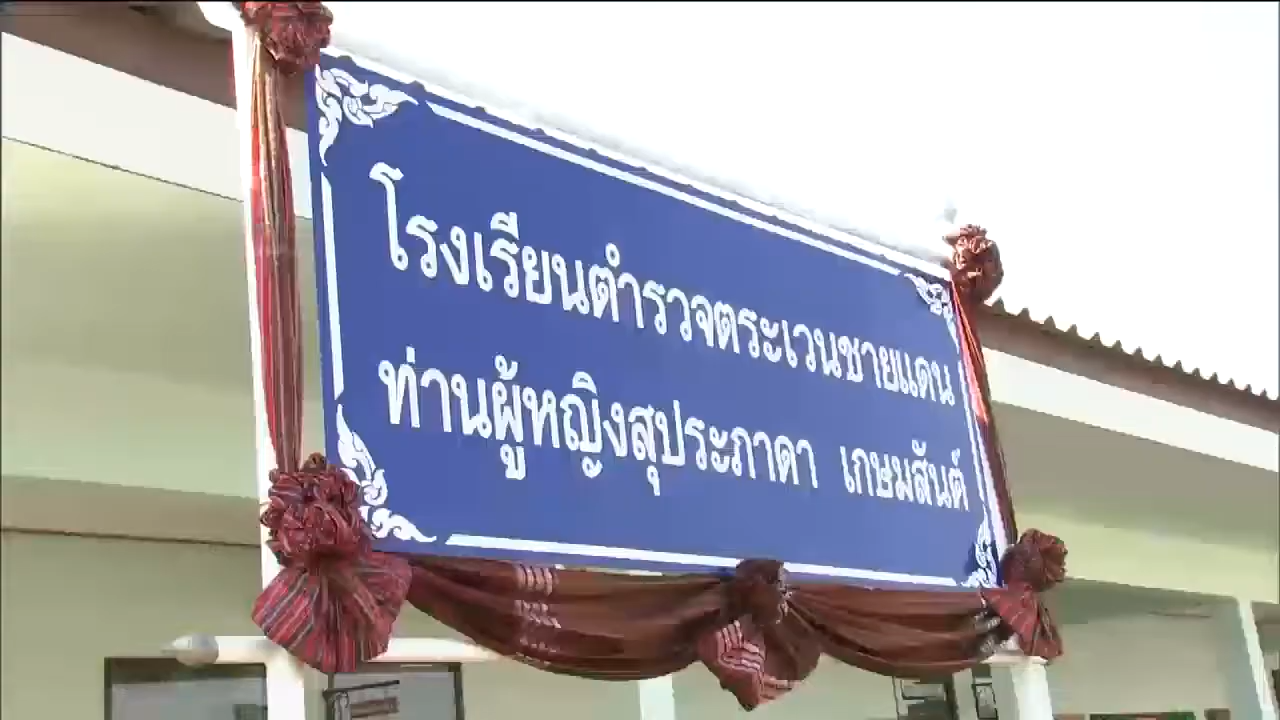 โรงเรียนตำรวจตระเวนชายแดน
ท่านผู้หญิงสุประภาดา เกษมสันต์